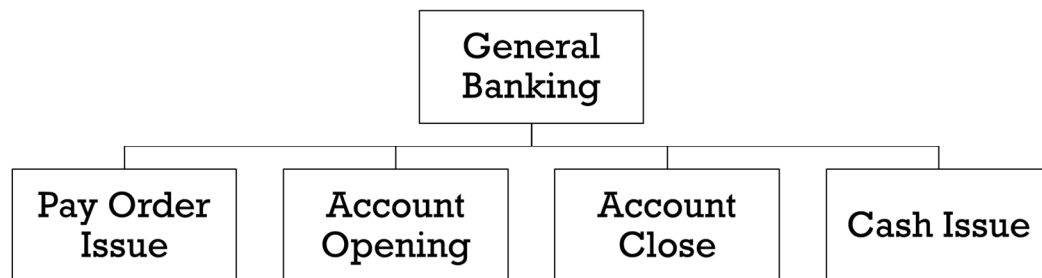 General
Banking
Pay Order
Issue
Account
Opening
Account
Close
Cash Issue